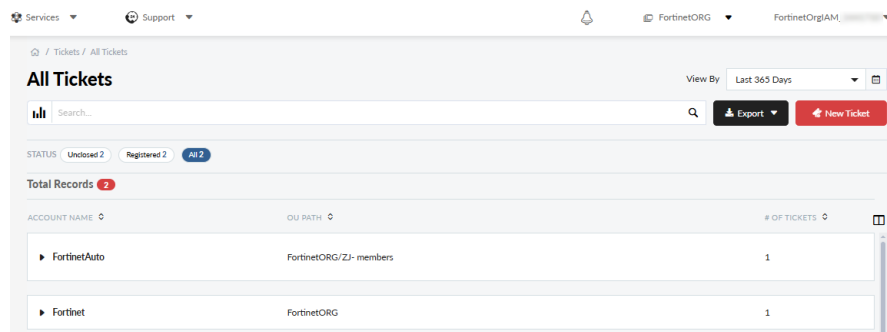 Services Support FortinetORG FortinetOrgIAM_
/ Tickets / All Tickets
All Tickets View By Last 365 Days
Search... Export New Ticket
STATUS Unclosed 2 Registered 2 All 2
Total Records 2
ACCOUNT NAME OU PATH # OF TICKETS
FortinetAuto FortinetORG/ZJ- members 1
Fortinet FortinetORG 1